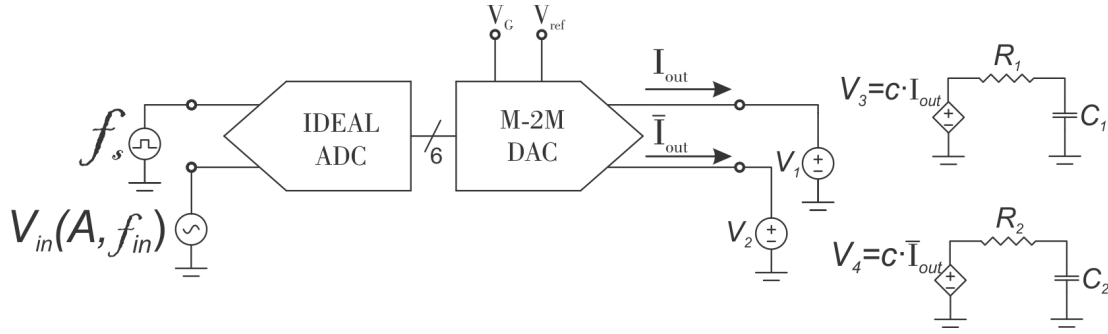 V_G
V_ref
f_s
IDEAL
ADC
6
M-2M
DAC
I_out
Ī_out
V_in(A, f_in)
V_1
+
−
V_2
+
−
V_3=c·I_out
+
−
R_1
C_1
V_4=c·Ī_out
+
−
R_2
C_2